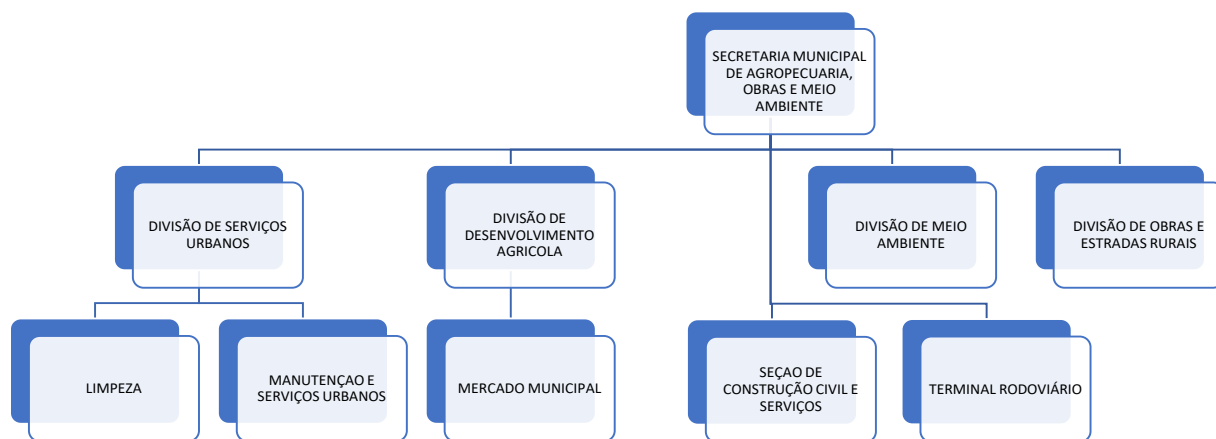 SECRETARIA MUNICIPAL
DE AGROPECUARIA,
OBRAS E MEIO
AMBIENTE
DIVISÃO DE SERVIÇOS
URBANOS
DIVISÃO DE
DESENVOLVIMENTO
AGRICOLA
DIVISÃO DE MEIO
AMBIENTE
DIVISÃO DE OBRAS E
ESTRADAS RURAIS
LIMPEZA
MANUTENÇAO E
SERVIÇOS URBANOS
MERCADO MUNICIPAL
SEÇAO DE
CONSTRUÇÃO CIVIL E
SERVIÇOS
TERMINAL RODOVIÁRIO